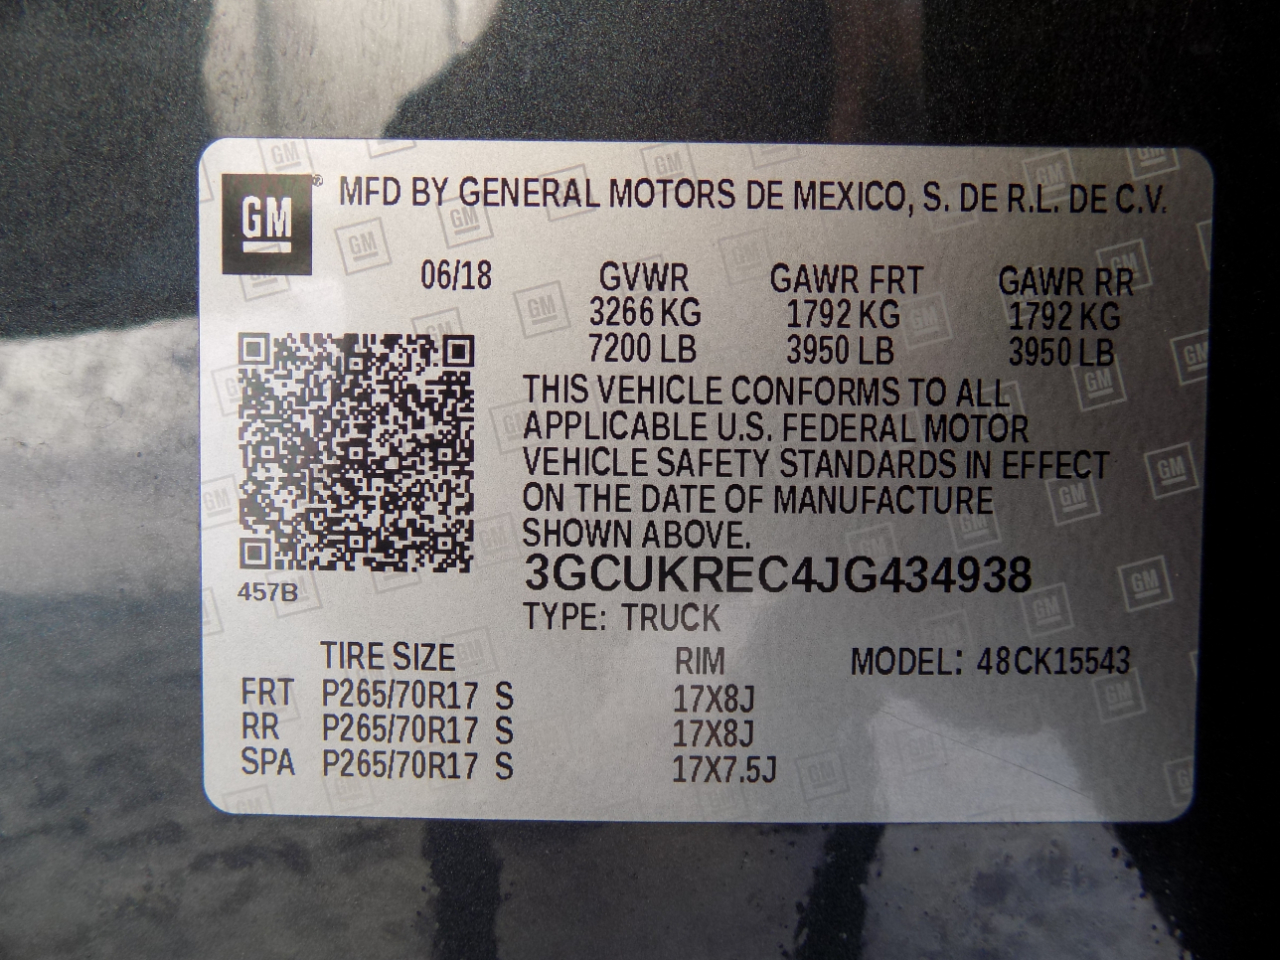 GM® MFD BY GENERAL MOTORS DE MEXICO, S. DE R.L. DE C.V.
06/18 GVWR GAWR FRT GAWR RR
3266 KG 1792 KG 1792 KG
7200 LB 3950 LB 3950 LB
THIS VEHICLE CONFORMS TO ALL
APPLICABLE U.S. FEDERAL MOTOR
VEHICLE SAFETY STANDARDS IN EFFECT
ON THE DATE OF MANUFACTURE
SHOWN ABOVE.
3GCUKREC4JG434938
457B
TYPE: TRUCK
TIRE SIZE RIM MODEL: 48CK15543
FRT P265/70R17 S 17X8J
RR P265/70R17 S 17X8J
SPA P265/70R17 S 17X7.5J